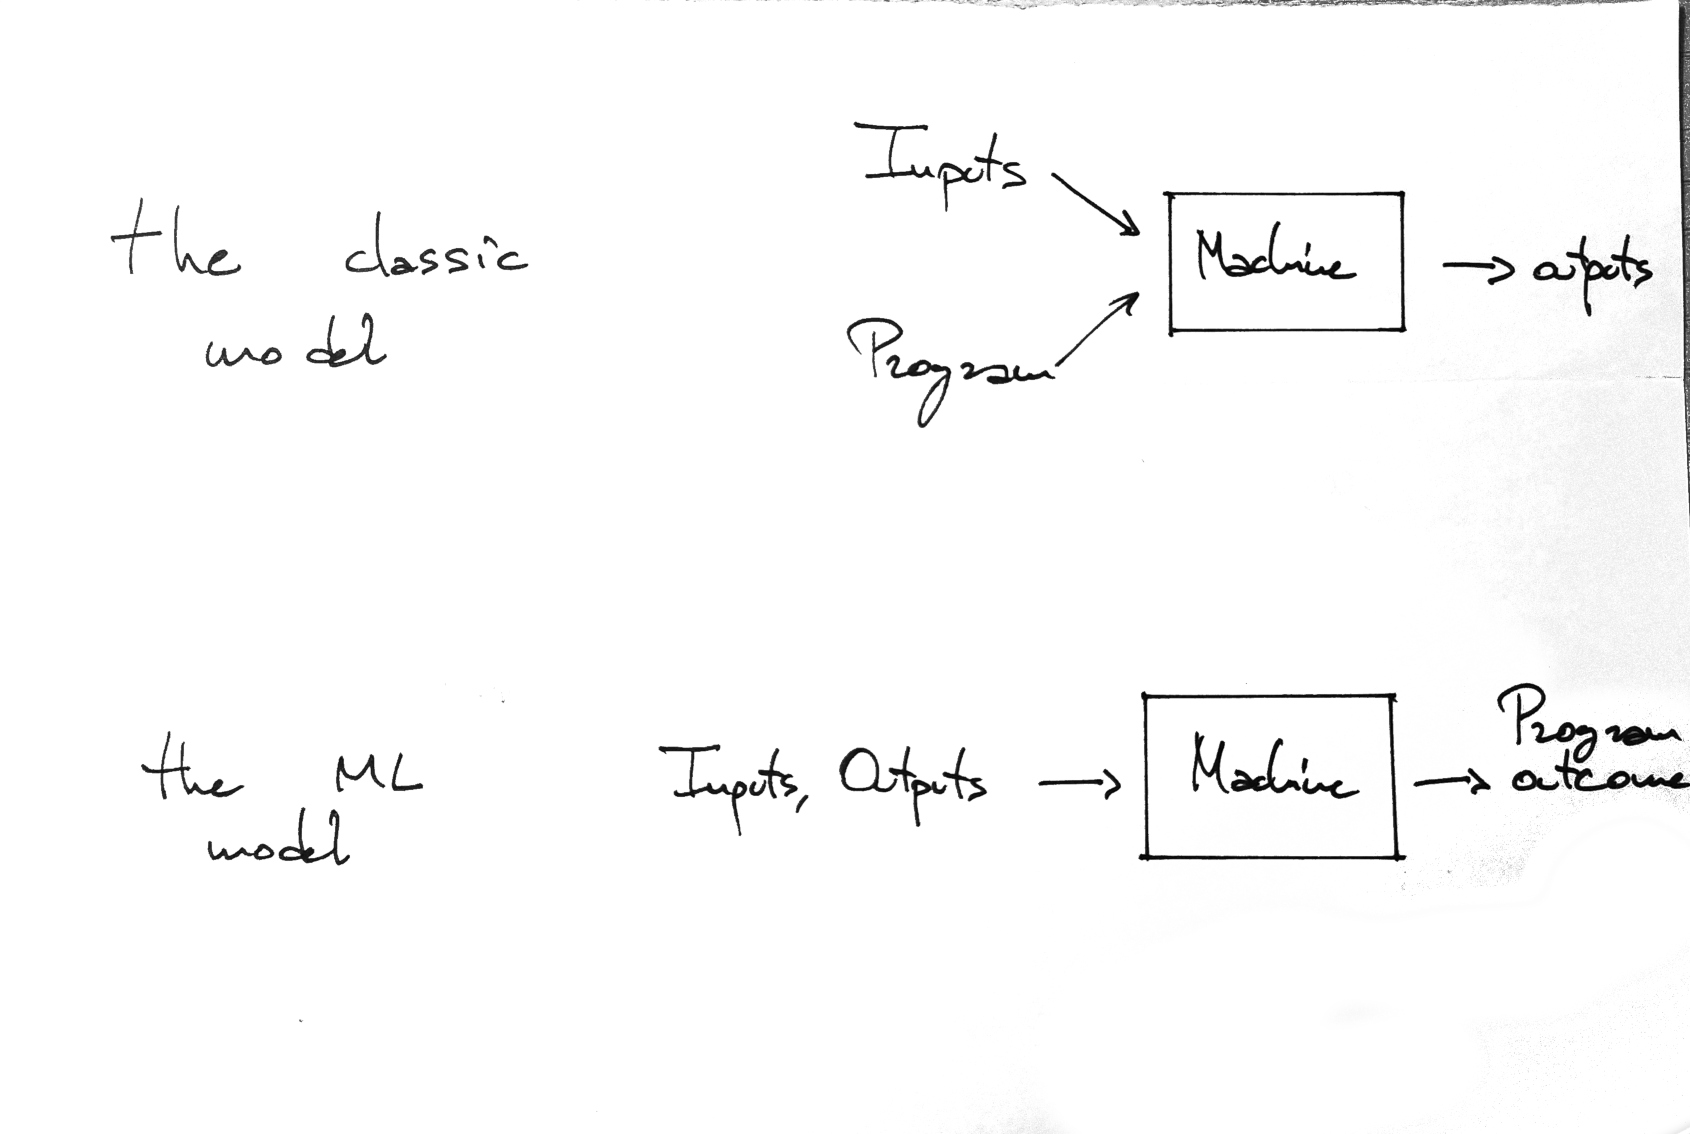 Inputs
the classic
model
Machine
outputs
Program
the ML
model
Inputs, Outputs
Machine
Program
outcome